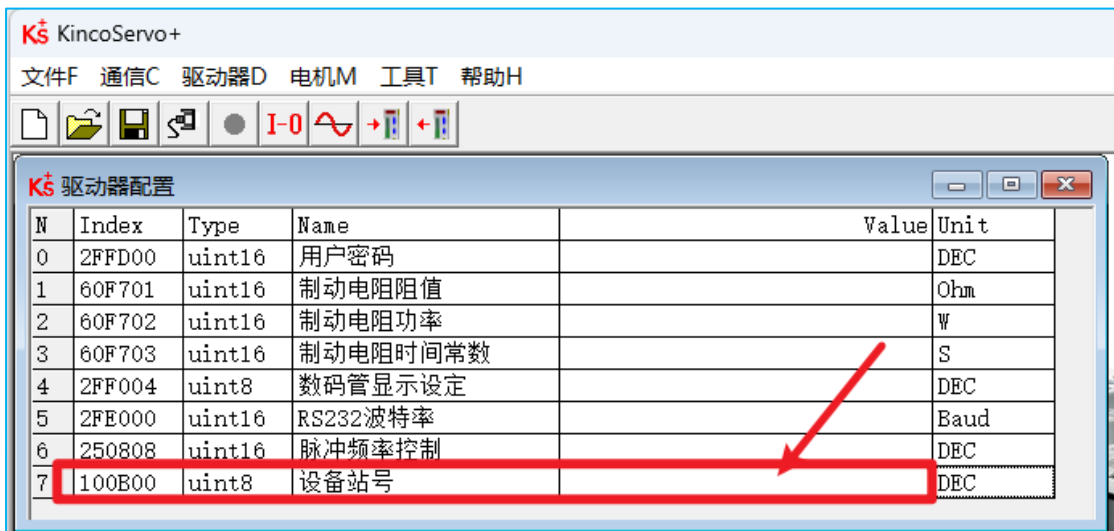 KincoServo+
文件F 通信C 驱动器D 电机M 工具T 帮助H
I-0
驱动器配置
N Index Type Name Value Unit
0 2FFD00 uint16 用户密码 DEC
1 60F701 uint16 制动电阻阻值 Ohm
2 60F702 uint16 制动电阻功率 W
3 60F703 uint16 制动电阻时间常数 S
4 2FF004 uint8 数码管显示设定 DEC
5 2FE000 uint16 RS232波特率 Baud
6 250808 uint16 脉冲频率控制 DEC
7 100B00 uint8 设备站号 DEC